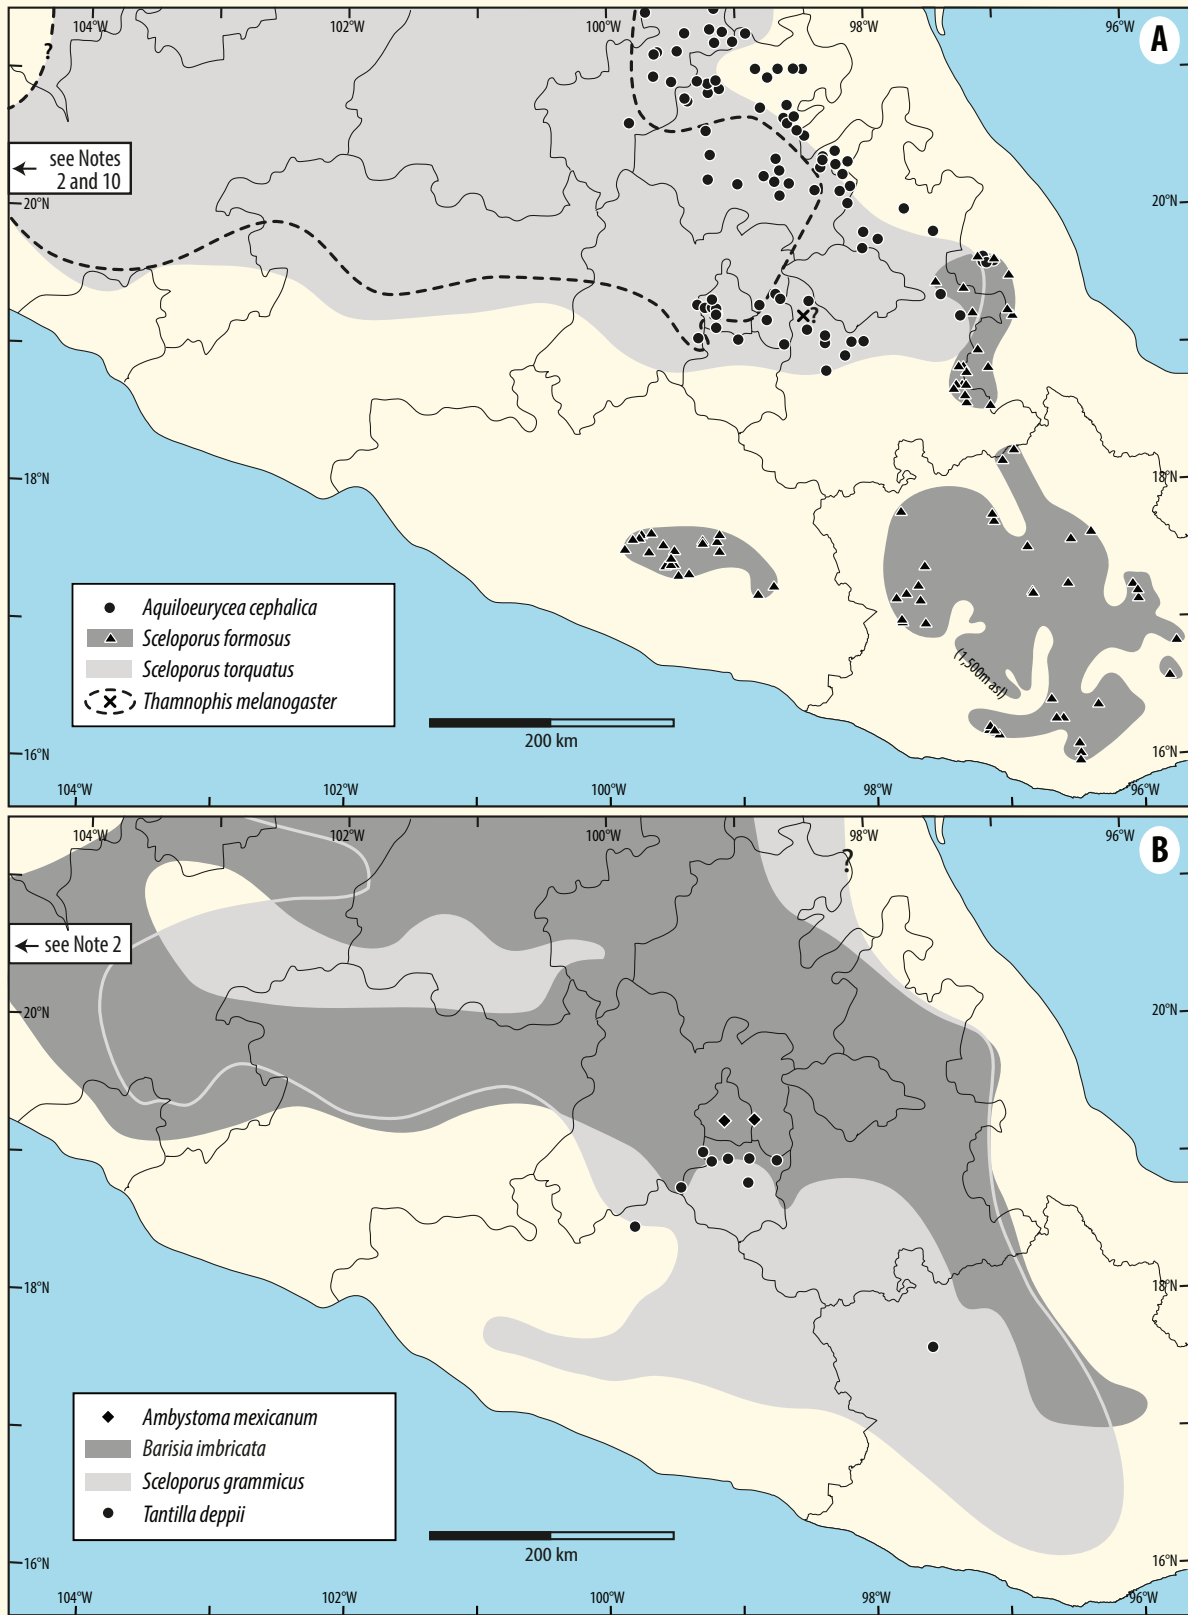 104°W
102°W
100°W
98°W
96°W
A
?
see Notes
2 and 10
20°N
20°N
?
18°N
18°N
(1,500m asl)
Aquiloeurycea cephalica
Sceloporus formosus
Sceloporus torquatus
Thamnophis melanogaster
200 km
16°N
16°N
104°W
102°W
100°W
98°W
96°W
104°W
102°W
100°W
98°W
96°W
B
?
see Note 2
20°N
20°N
18°N
18°N
Ambystoma mexicanum
Barisia imbricata
Sceloporus grammicus
Tantilla deppii
200 km
16°N
16°N
104°W
102°W
100°W
98°W
96°W